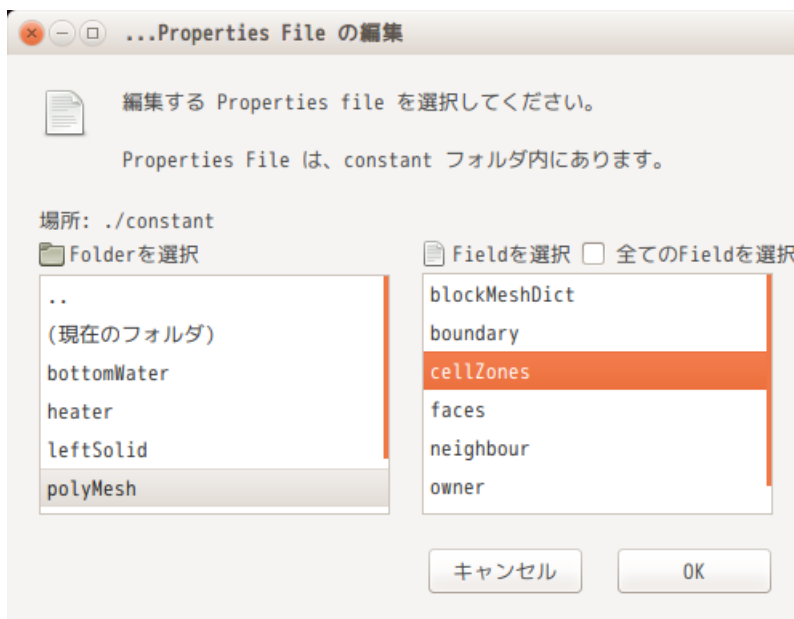 ...Properties File の編集
編集する Properties file を選択してください。
Properties File は、constant フォルダ内にあります。
場所: ./constant
Folderを選択
..
(現在のフォルダ)
bottomWater
heater
leftSolid
polyMesh
Fieldを選択 全てのFieldを選択
blockMeshDict
boundary
cellZones
faces
neighbour
owner
キャンセル
OK